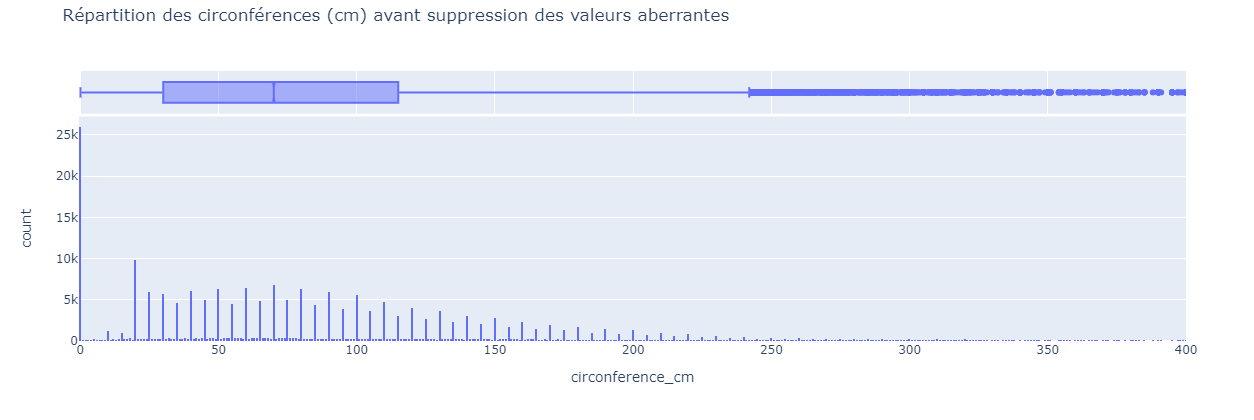 Répartition des circonférences (cm) avant suppression des valeurs aberrantes
25k
20k
15k
10k
5k
0
count
0 50 100 150 200 250 300 350 400
circonference_cm